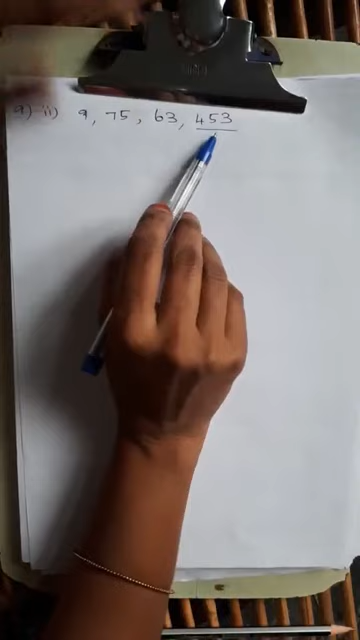 9) ii) 9, 75, 63, 453